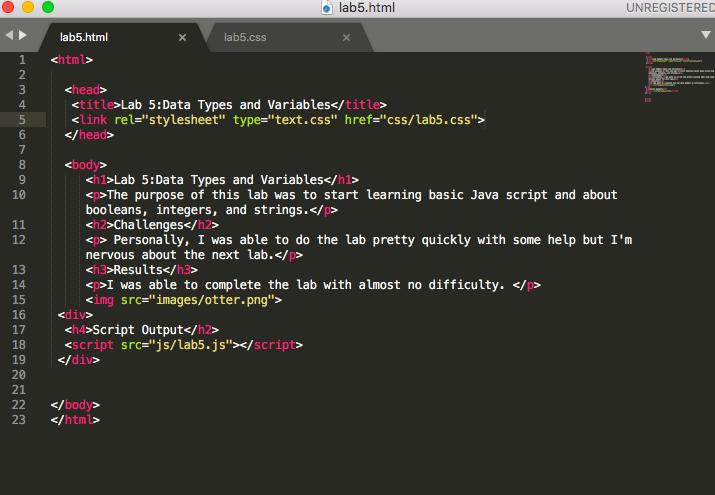 lab5.html
UNREGISTERED
lab5.html ×
lab5.css ×
1 <html>
2
3 <head>
4 <title>Lab 5:Data Types and Variables</title>
5 <link rel="stylesheet" type="text.css" href="css/lab5.css">
6 </head>
7
8 <body>
9 <h1>Lab 5:Data Types and Variables</h1>
10 <p>The purpose of this lab was to start learning basic Java script and about
booleans, integers, and strings.</p>
11 <h2>Challenges</h2>
12 <p> Personally, I was able to do the lab pretty quickly with some help but I'm
nervous about the next lab.</p>
13 <h3>Results</h3>
14 <p>I was able to complete the lab with almost no difficulty. </p>
15 <img src="images/otter.png">
16 <div>
17 <h4>Script Output</h2>
18 <script src="js/lab5.js"></script>
19 </div>
20
21
22 </body>
23 </html>